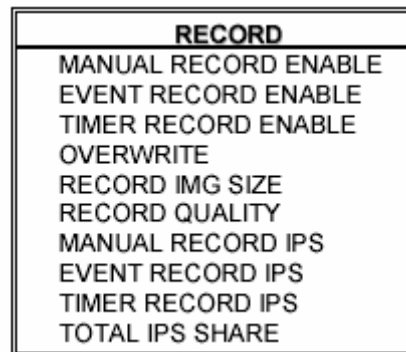 RECORD
MANUAL RECORD ENABLE
EVENT RECORD ENABLE
TIMER RECORD ENABLE
OVERWRITE
RECORD IMG SIZE
RECORD QUALITY
MANUAL RECORD IPS
EVENT RECORD IPS
TIMER RECORD IPS
TOTAL IPS SHARE